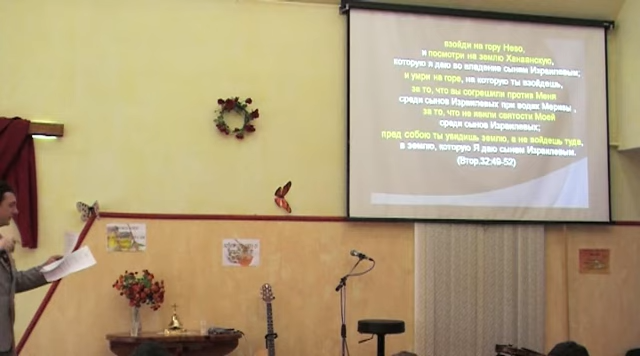 взойди на гору Нево,
и посмотри на землю Ханаанскую,
которую я даю во владение сынам Израилевым;
и умри на горе, на которую ты взойдешь,
за то, что вы согрешили против Меня
среди сынов Израилевых при водах Меривы ,
за то, что не явили святости Моей
среди сынов Израилевых;
пред собою ты увидишь землю, а не войдешь туда,
в землю, которую Я даю сынам Израилевым.
(Втор.32:49-52)